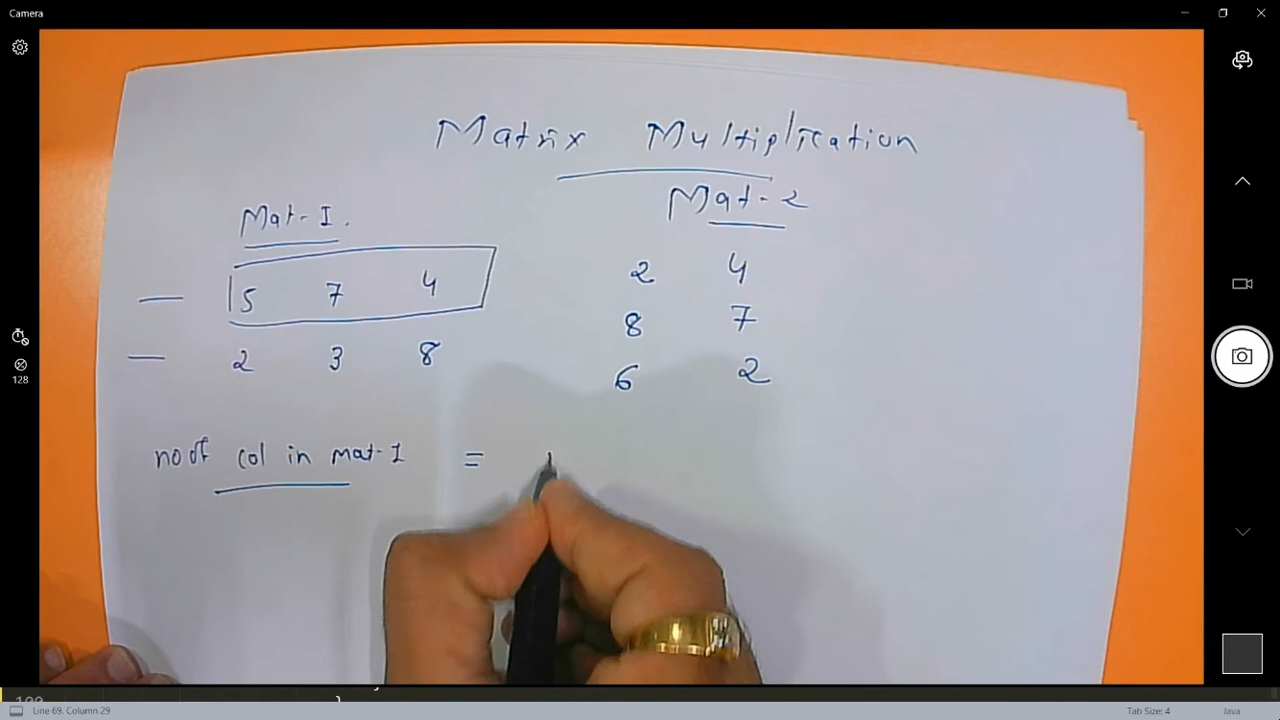 Camera
Matrix Multiplication
Mat-I.
Mat-2
5 7 4
2 4
8 7
2 3 8
6 2
no of col in mat-I =
128
Line 69, Column 29
Tab Size: 4
Java